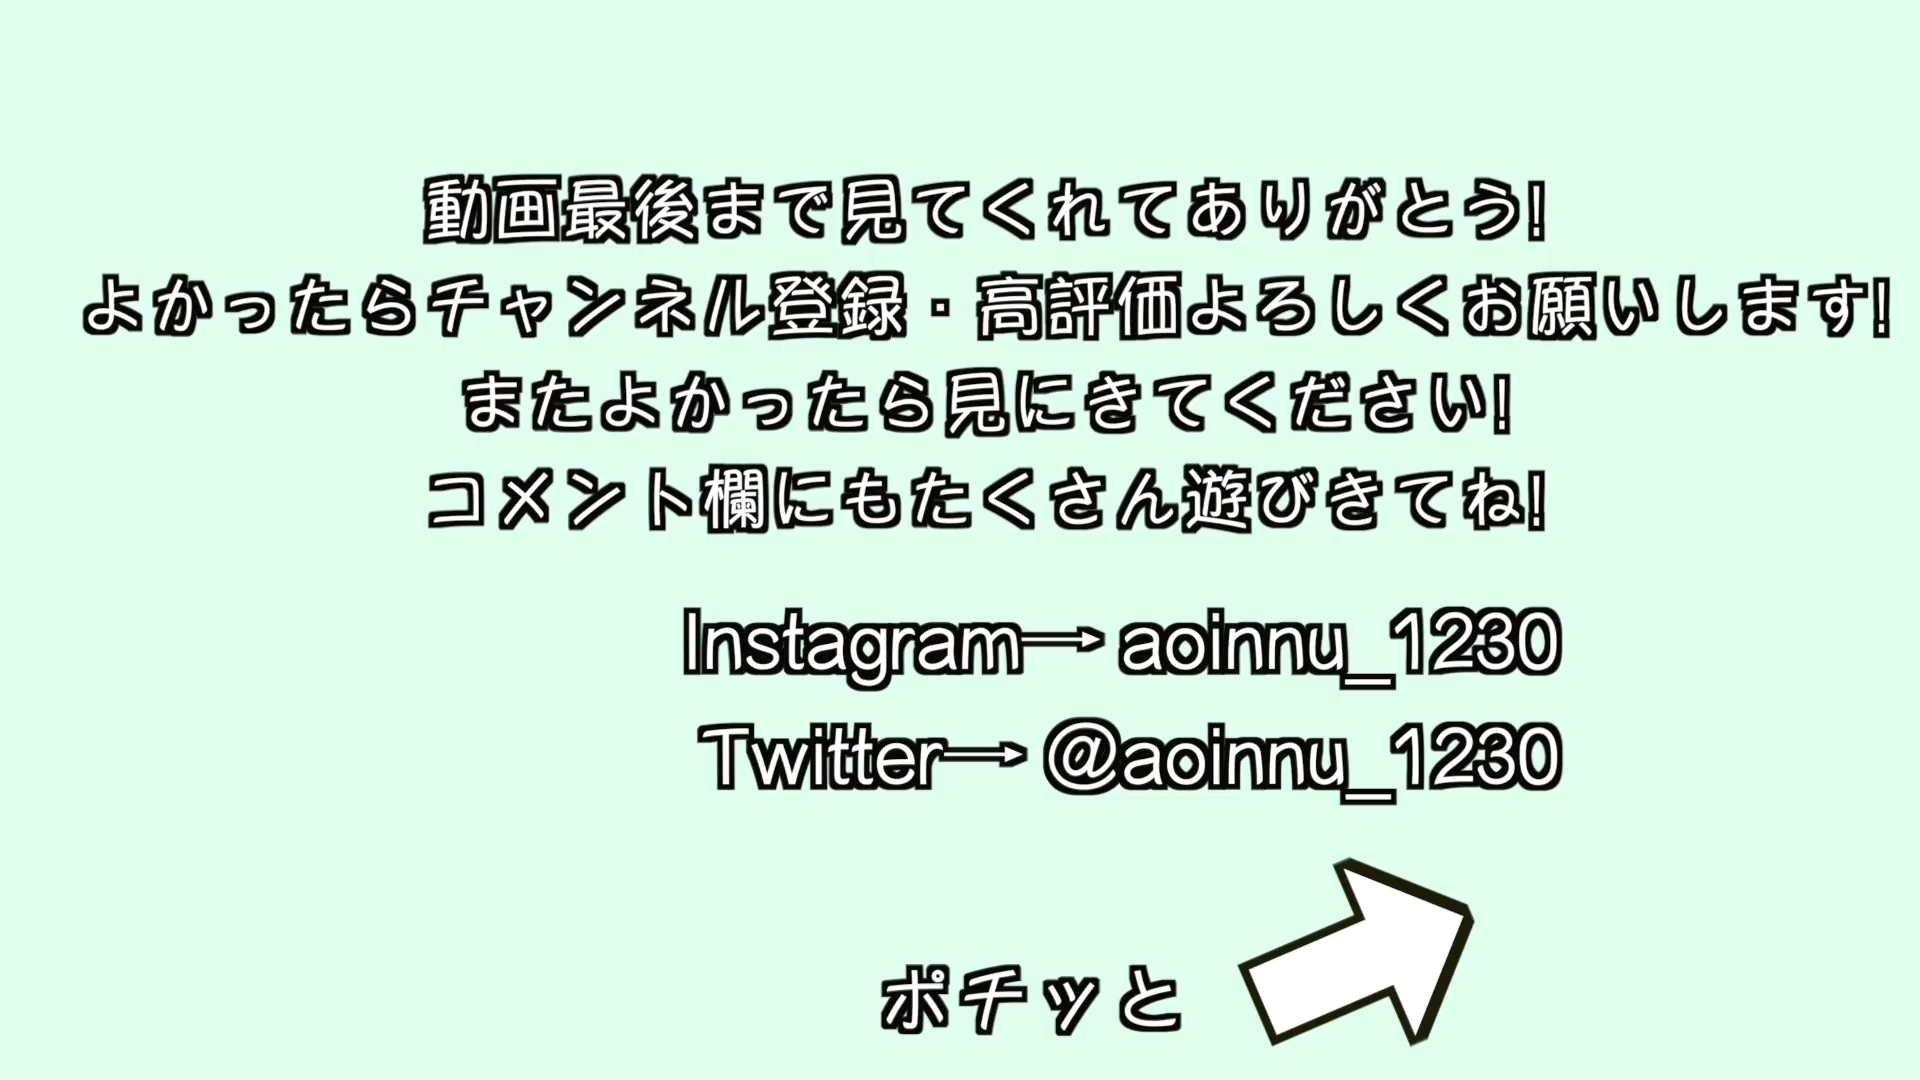 動画最後まで見てくれてありがとう!
よかったらチャンネル登録・高評価よろしくお願いします!
またよかったら見にきてください!
コメント欄にもたくさん遊びきてね!
Instagram→ aoinnu_1230
Twitter→ @aoinnu_1230
ポチッと